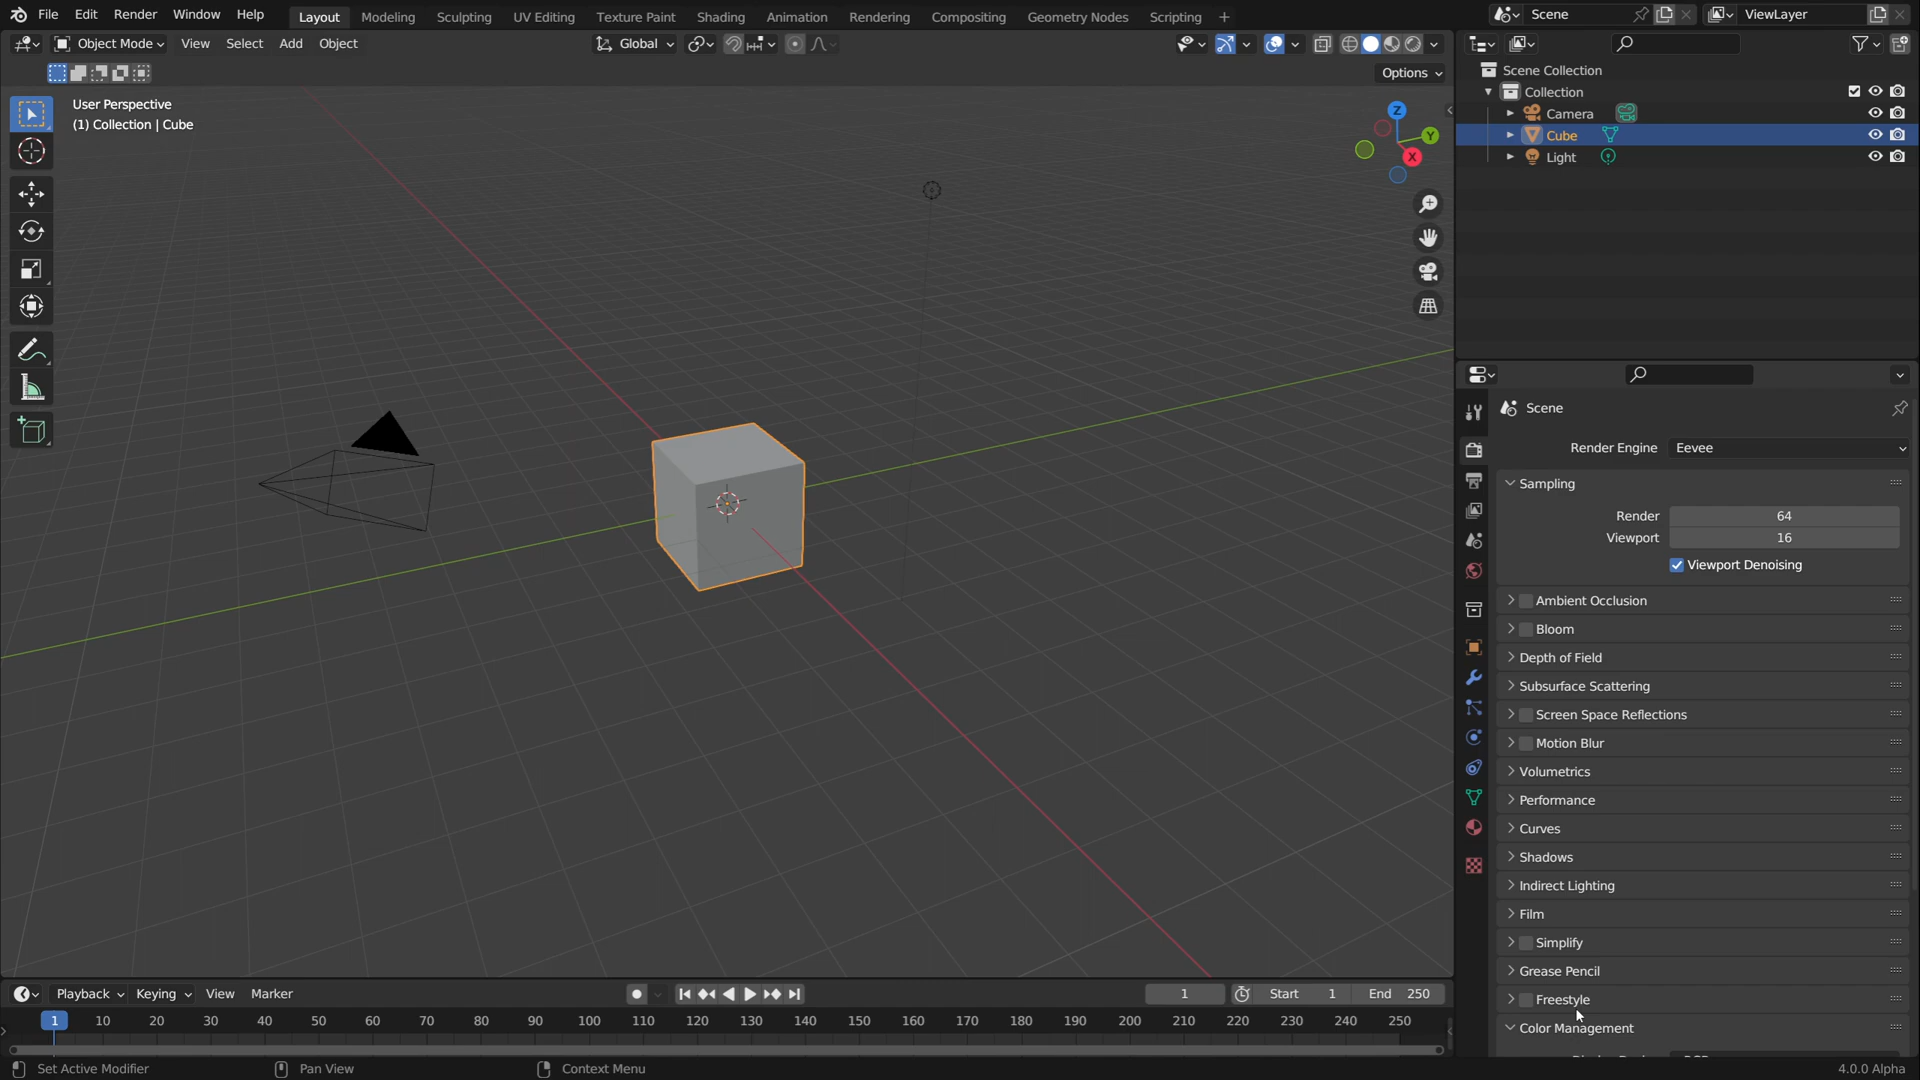 File Edit Render Window Help Layout Modeling Sculpting UV Editing Texture Paint Shading Animation Rendering Compositing Geometry Nodes Scripting + Scene ViewLayer
Object Mode View Select Add Object Global
Options
User Perspective
(1) Collection | Cube
Z
Y
X
Scene Collection
Collection
Camera
Cube
Light
Scene
Render Engine Eevee
Sampling
Render 64
Viewport 16
Viewport Denoising
Ambient Occlusion
Bloom
Depth of Field
Subsurface Scattering
Screen Space Reflections
Motion Blur
Volumetrics
Performance
Curves
Shadows
Indirect Lighting
Film
Simplify
Grease Pencil
Freestyle
Color Management
Playback Keying View Marker 1 Start 1 End 250
1 10 20 30 40 50 60 70 80 90 100 110 120 130 140 150 160 170 180 190 200 210 220 230 240 250
Set Active Modifier Pan View Context Menu 4.0.0 Alpha